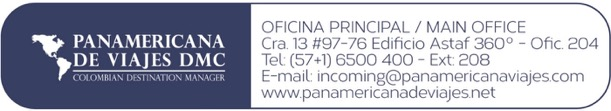 PANAMERICANA
DE VIAJES DMC
COLOMBIAN DESTINATION MANAGER
OFICINA PRINCIPAL / MAIN OFFICE
Cra. 13 #97-76 Edificio Astaf 360º - Ofic. 204
Tel: (57+1) 6500 400 - Ext: 208
E-mail: incoming@panamericanaviajes.com
www.panamericanadeviajes.net